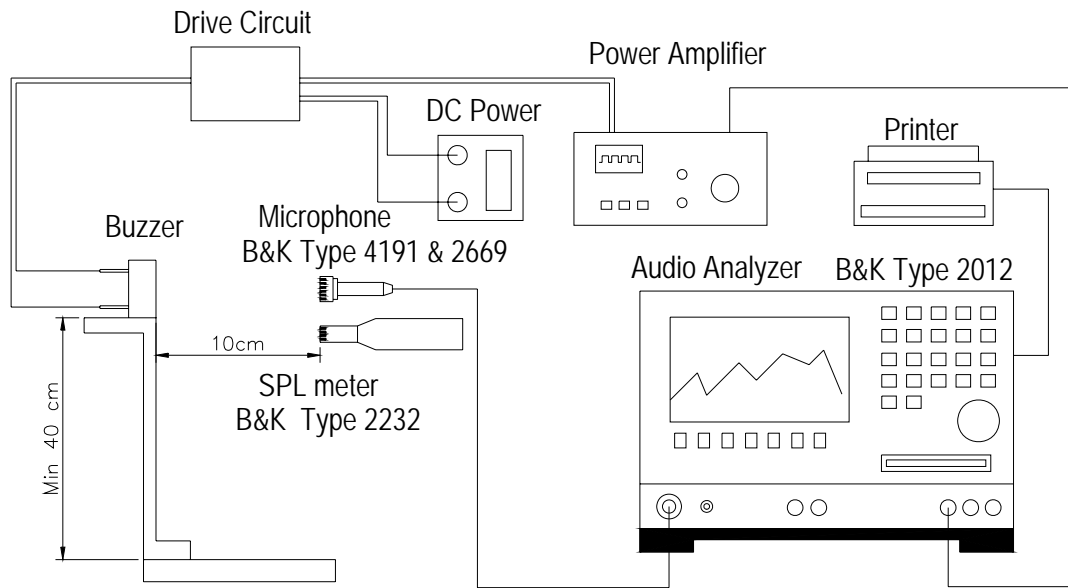 Drive Circuit
Power Amplifier
DC Power
Printer
Buzzer
Microphone
B&K Type 4191 & 2669
Audio Analyzer
B&K Type 2012
10cm
SPL meter
B&K Type 2232
Min 40 cm